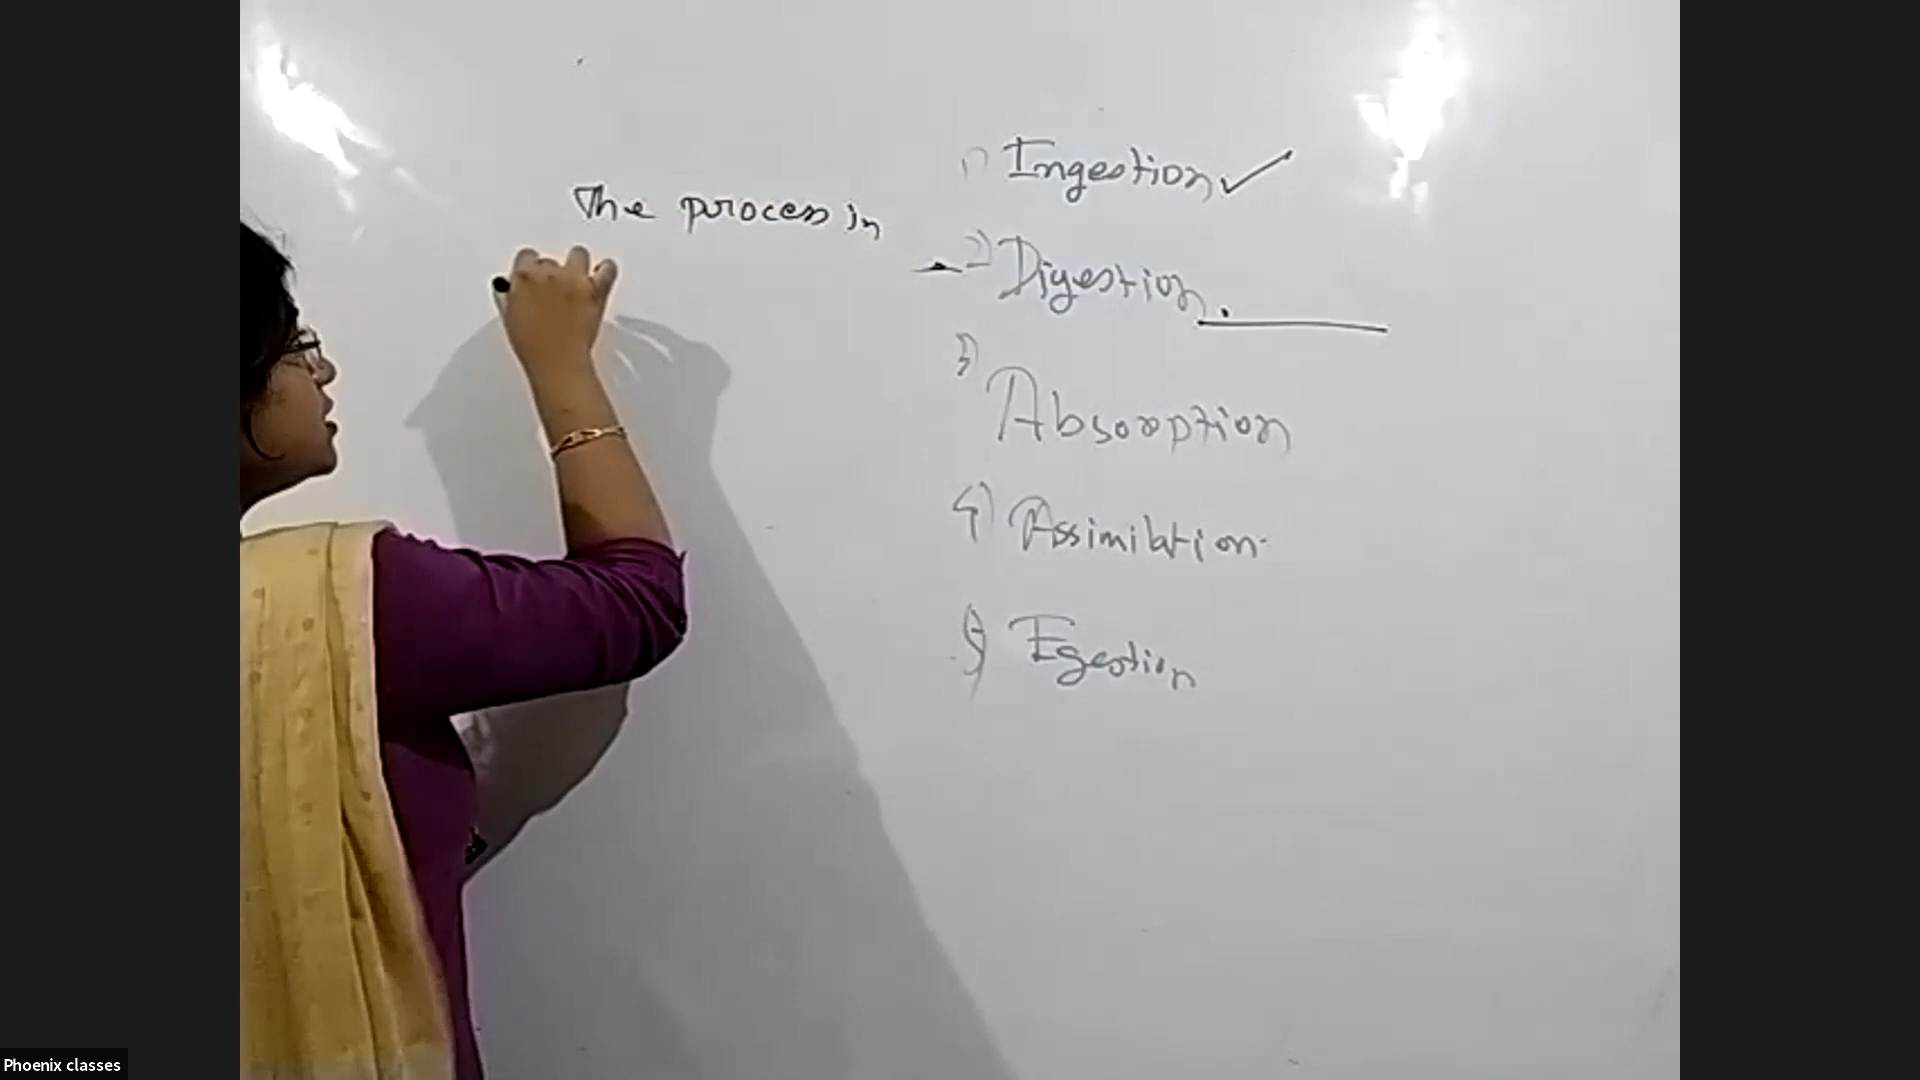 1) Ingestion ✓
The process in
2) Digestion.
3) Absorption
4) Assimilation
5) Egestion
Phoenix classes